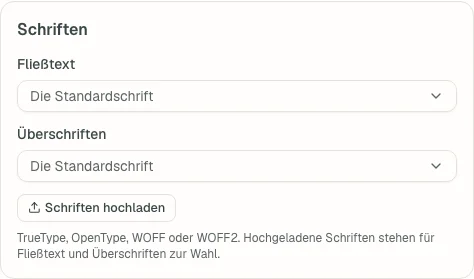 Schriften
Fließtext
Die Standardschrift
Überschriften
Die Standardschrift
Schriften hochladen
TrueType, OpenType, WOFF oder WOFF2. Hochgeladene Schriften stehen für
Fließtext und Überschriften zur Wahl.